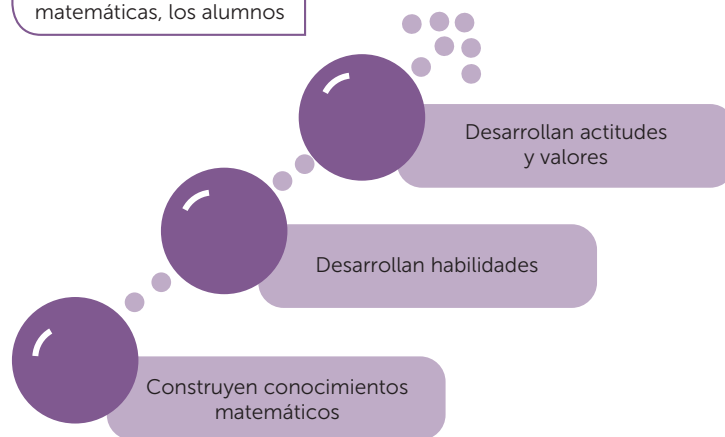 matemáticas, los alumnos
Desarrollan actitudes
y valores
Desarrollan habilidades
Construyen conocimientos
matemáticos